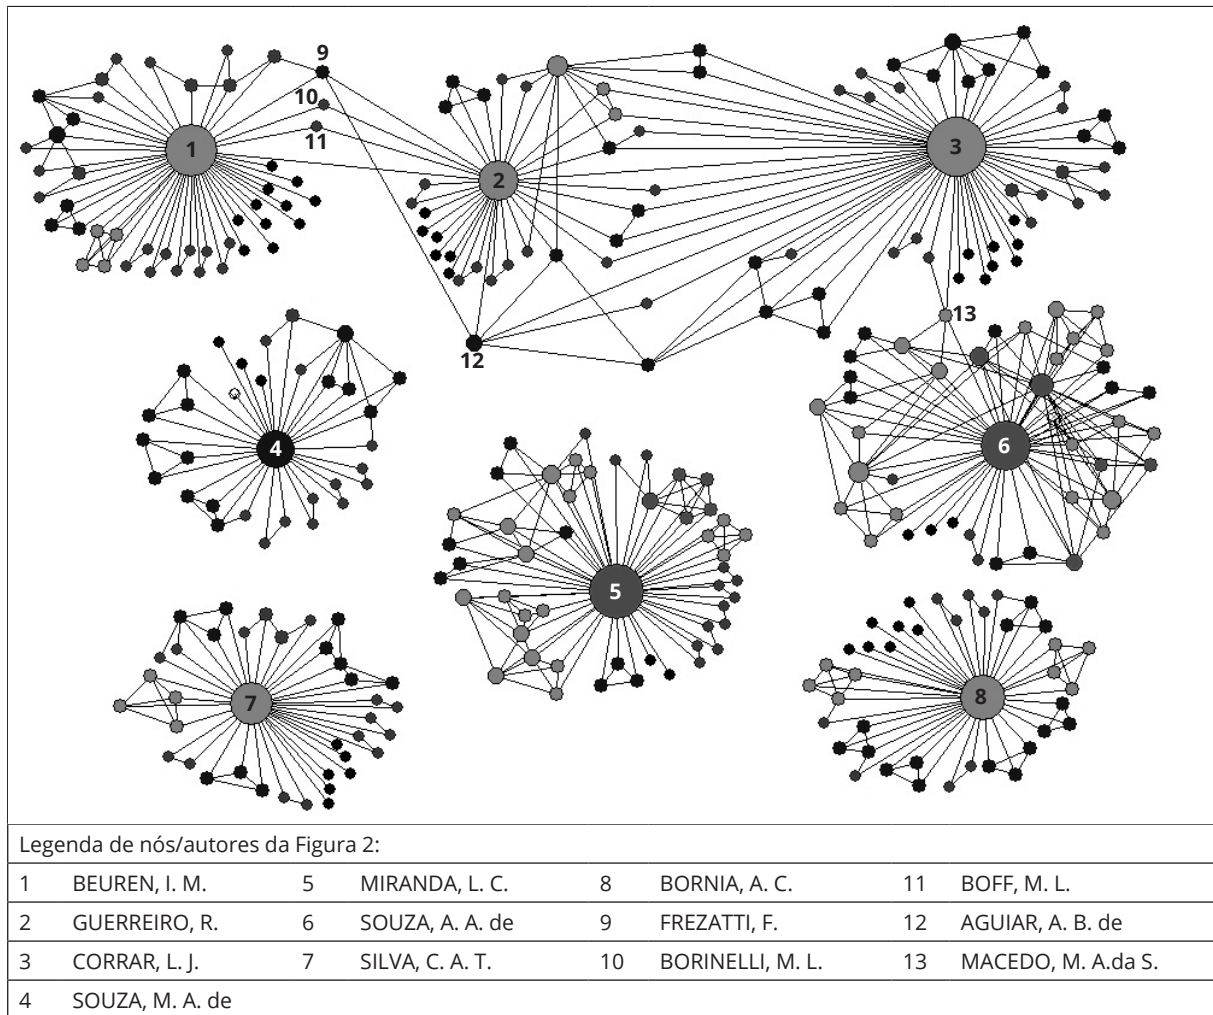 9
10
11
1
2
3
13
12
4
6
5
7
8
Legenda de nós/autores da Figura 2:
1 BEUREN, I. M. 5 MIRANDA, L. C. 8 BORNIA, A. C. 11 BOFF, M. L.
2 GUERREIRO, R. 6 SOUZA, A. A. de 9 FREZATTI, F. 12 AGUIAR, A. B. de
3 CORRAR, L. J. 7 SILVA, C. A. T. 10 BORINELLI, M. L. 13 MACEDO, M. A.da S.
4 SOUZA, M. A. de